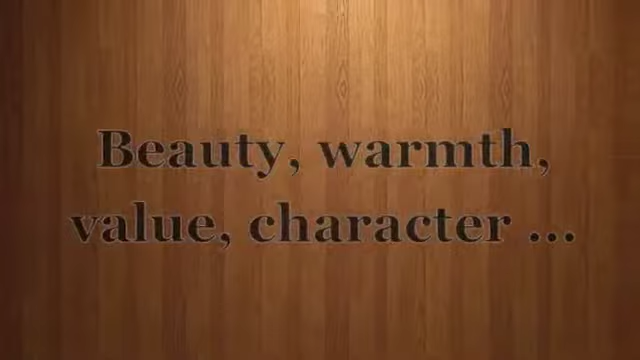 Beauty, warmth,
value, character ...